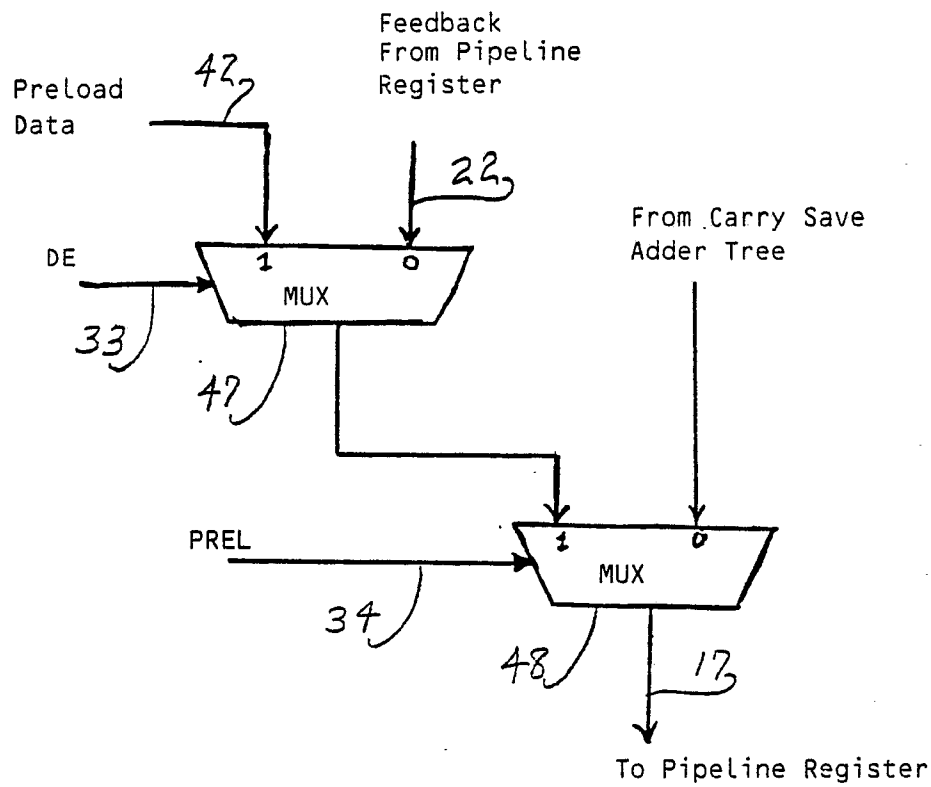 Feedback
From Pipeline
Register
42
Preload
Data
22
From Carry Save
Adder Tree
DE
1 0
MUX
33
47
PREL
1 0
MUX
34
48
17
To Pipeline Register